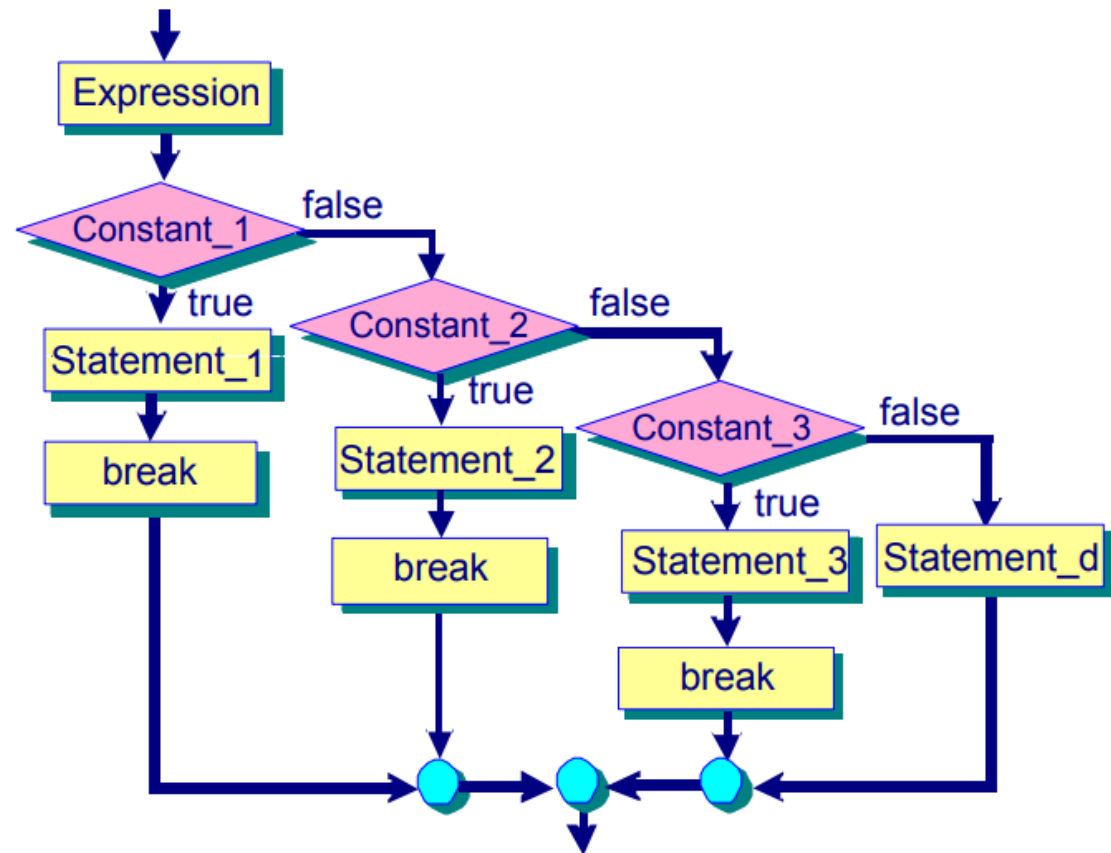 Expression
Constant_1
false
true
Statement_1
break
Constant_2
false
true
Statement_2
break
Constant_3
false
true
Statement_3
break
Statement_d